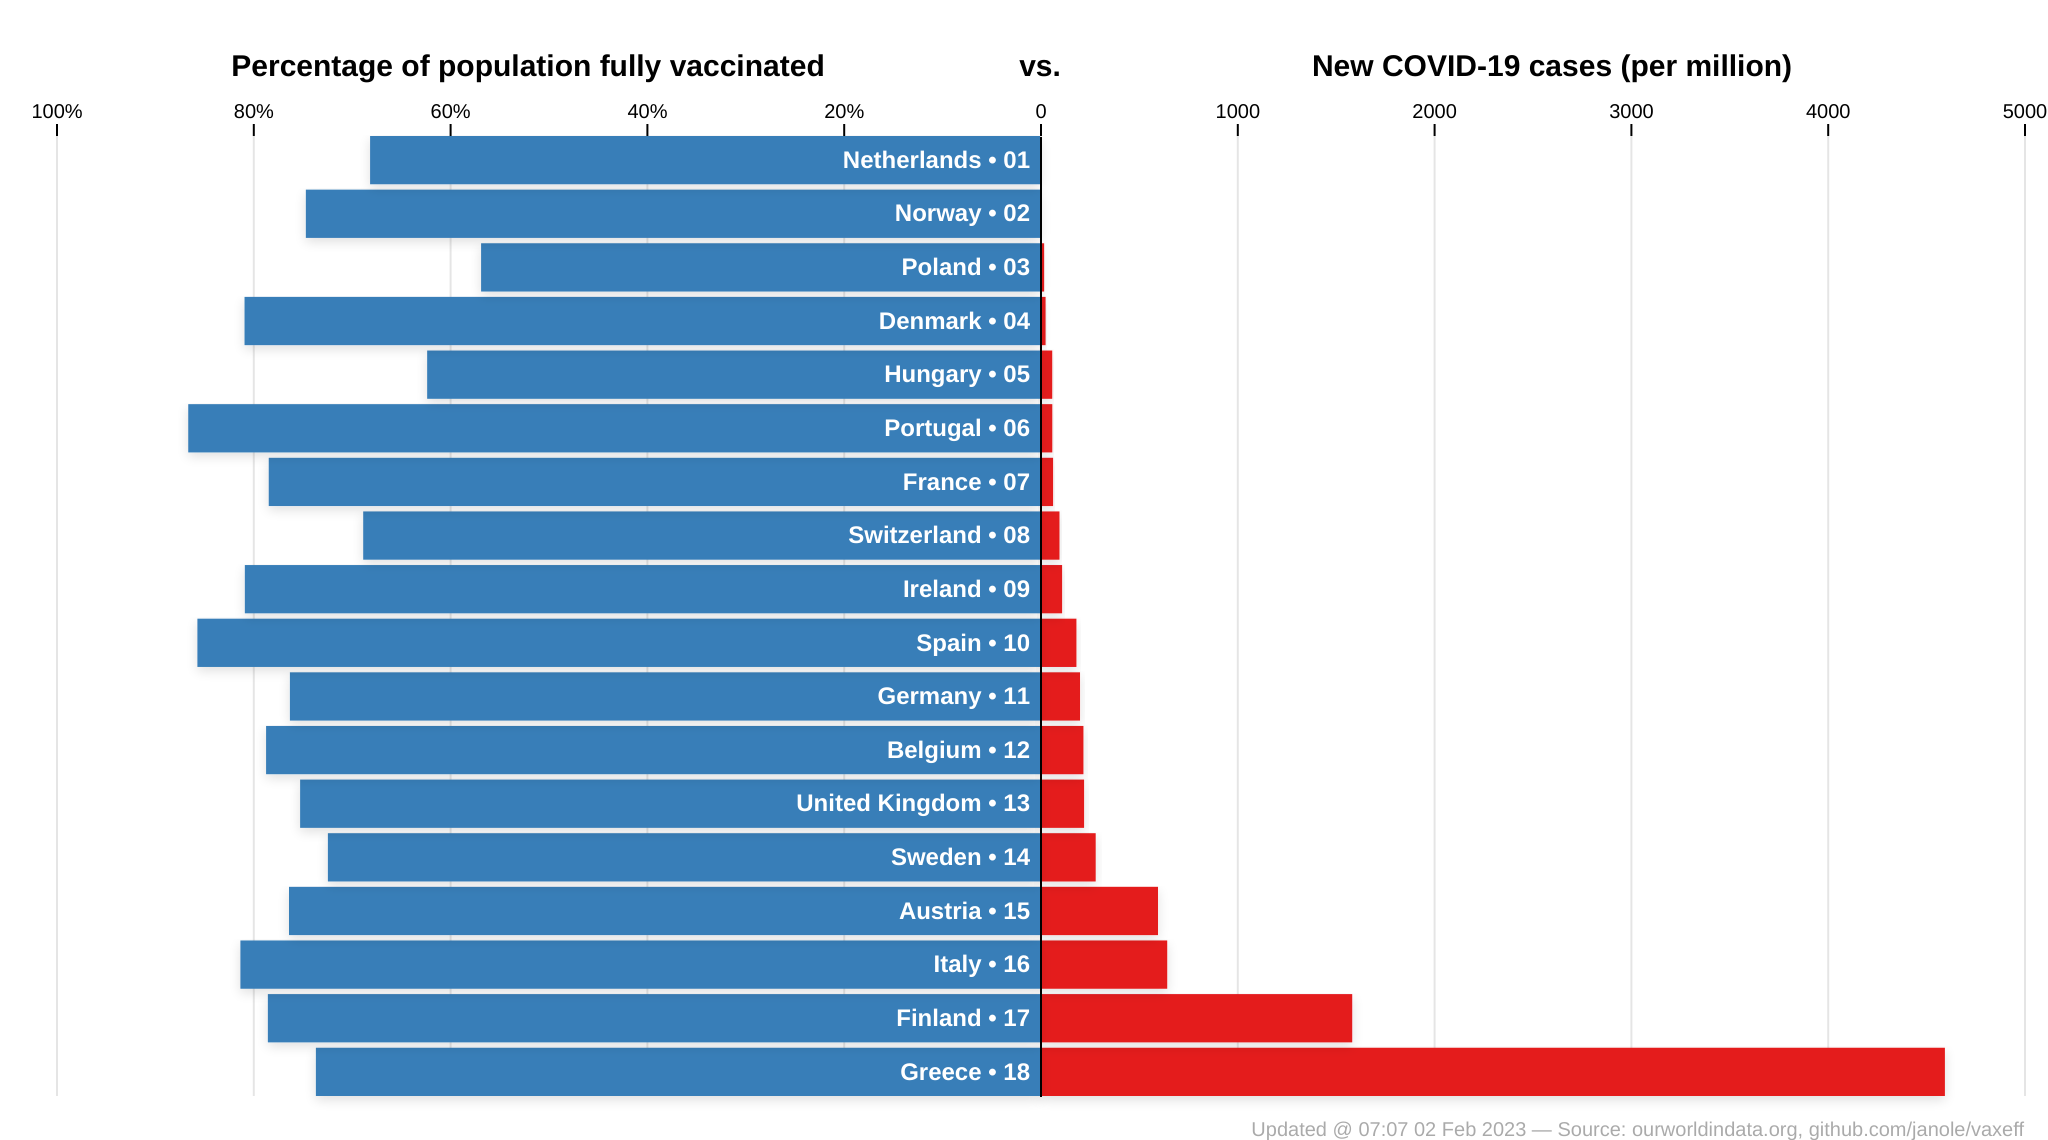 Percentage of population fully vaccinated vs. New COVID-19 cases (per million)
100% 80% 60% 40% 20% 0 1000 2000 3000 4000 5000
Netherlands • 01
Norway • 02
Poland • 03
Denmark • 04
Hungary • 05
Portugal • 06
France • 07
Switzerland • 08
Ireland • 09
Spain • 10
Germany • 11
Belgium • 12
United Kingdom • 13
Sweden • 14
Austria • 15
Italy • 16
Finland • 17
Greece • 18
Updated @ 07:07 02 Feb 2023 — Source: ourworldindata.org, github.com/janole/vaxeff